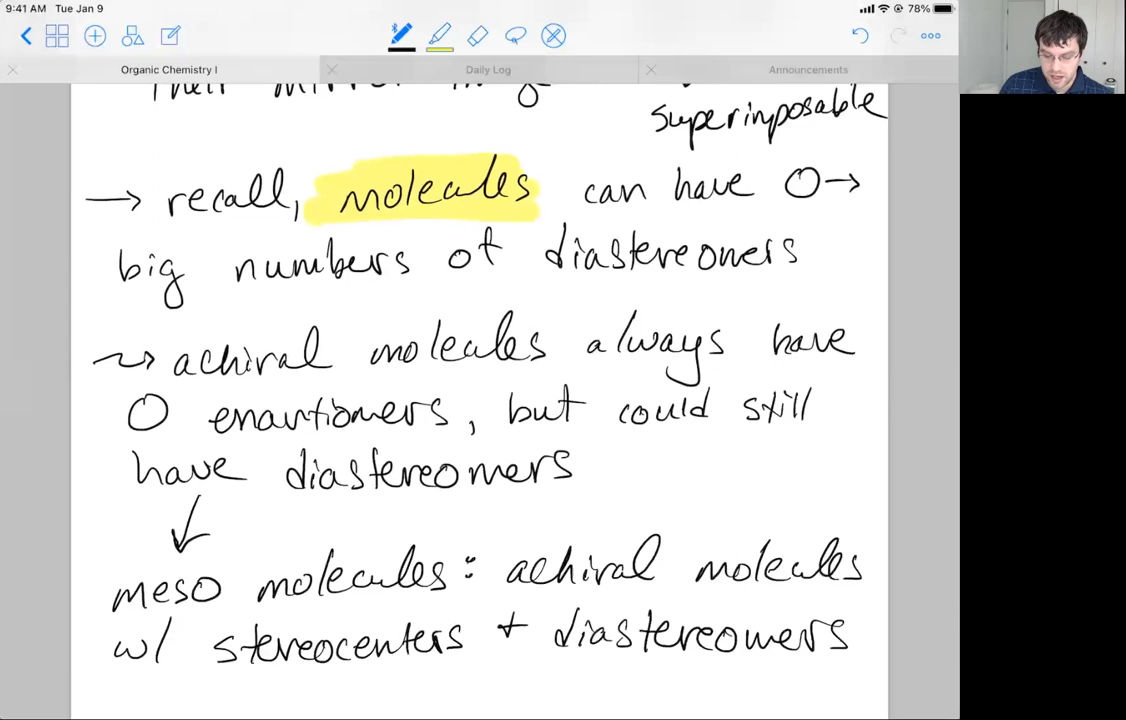 9:41 AM Tue Jan 9
78%
Organic Chemistry I
Daily Log
Announcements
superimposable
→ recall, molecules can have 0→
big numbers of diastereomers
→ achiral molecules always have
0 enantiomers, but could still
have diastereomers
↓
meso molecules: achiral molecules
w/ stereocenters + diastereomers